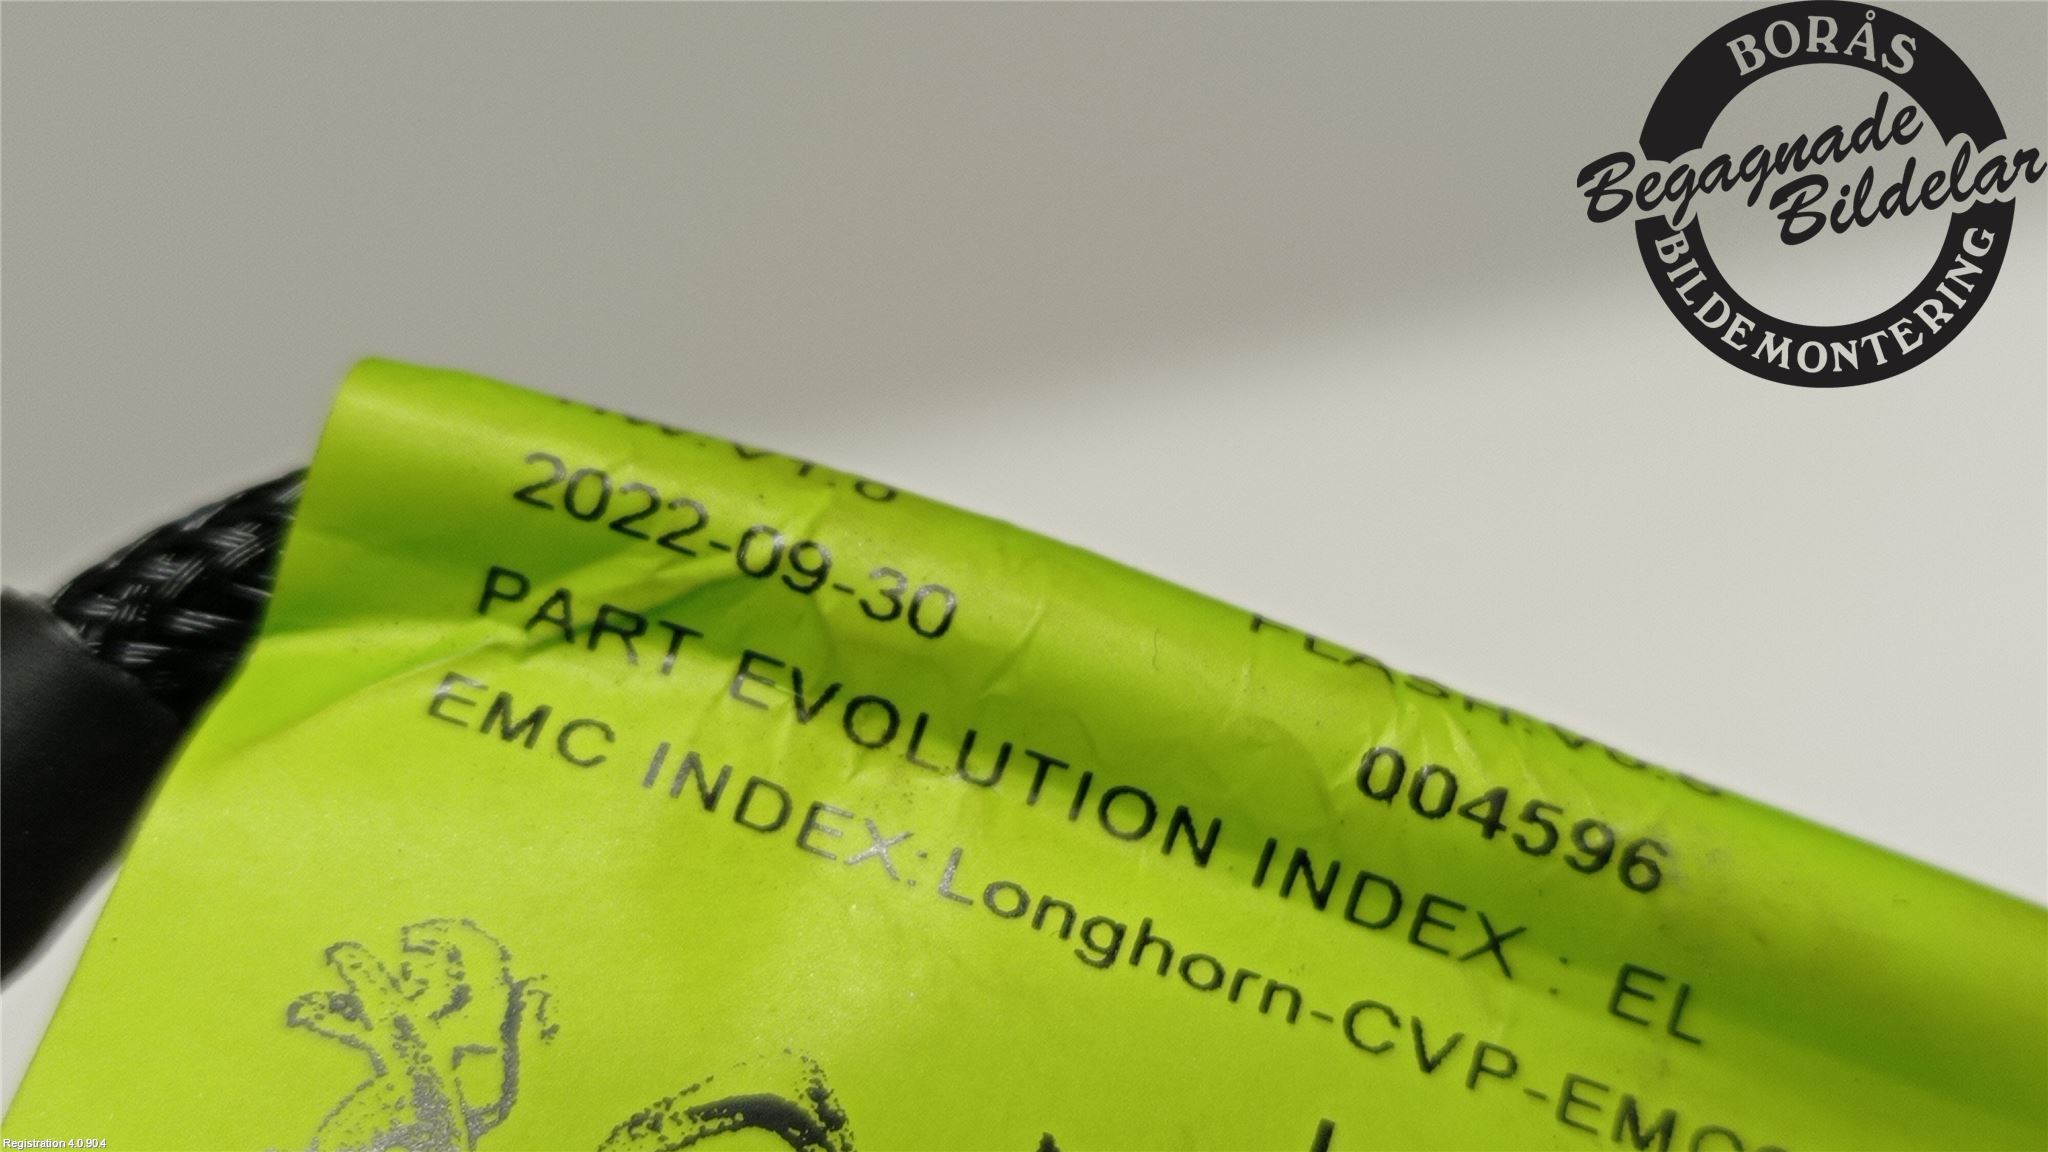 BORÅS
Begagnade
Bildelar
BILDEMONTERING
2022-09-30
004596
PART EVOLUTION INDEX : EL
EMC INDEX:Longhorn-CVP-EMC
Registration 4.0.90.4